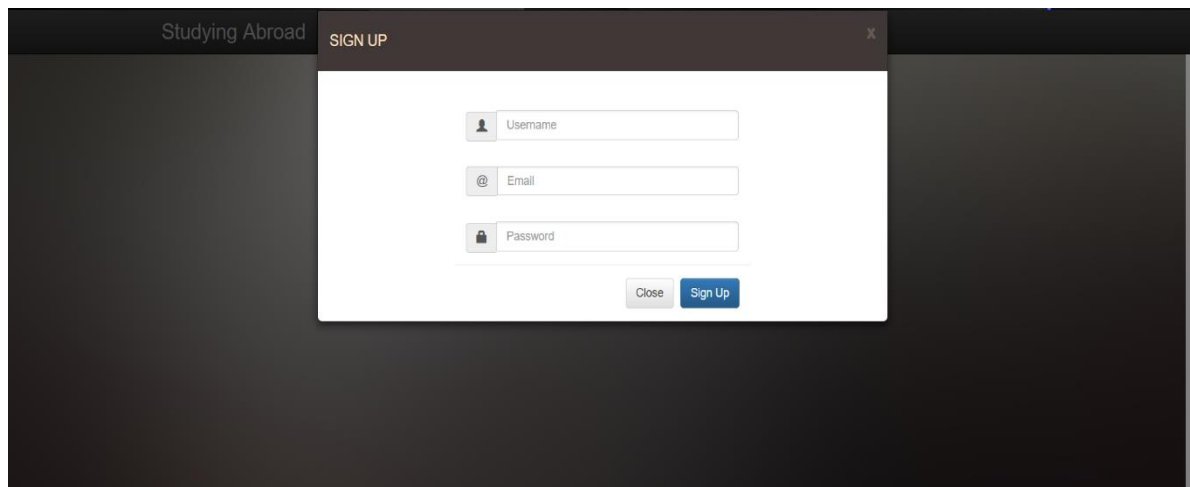 Studying Abroad
SIGN UP
x
Username
@ Email
Password
Close Sign Up